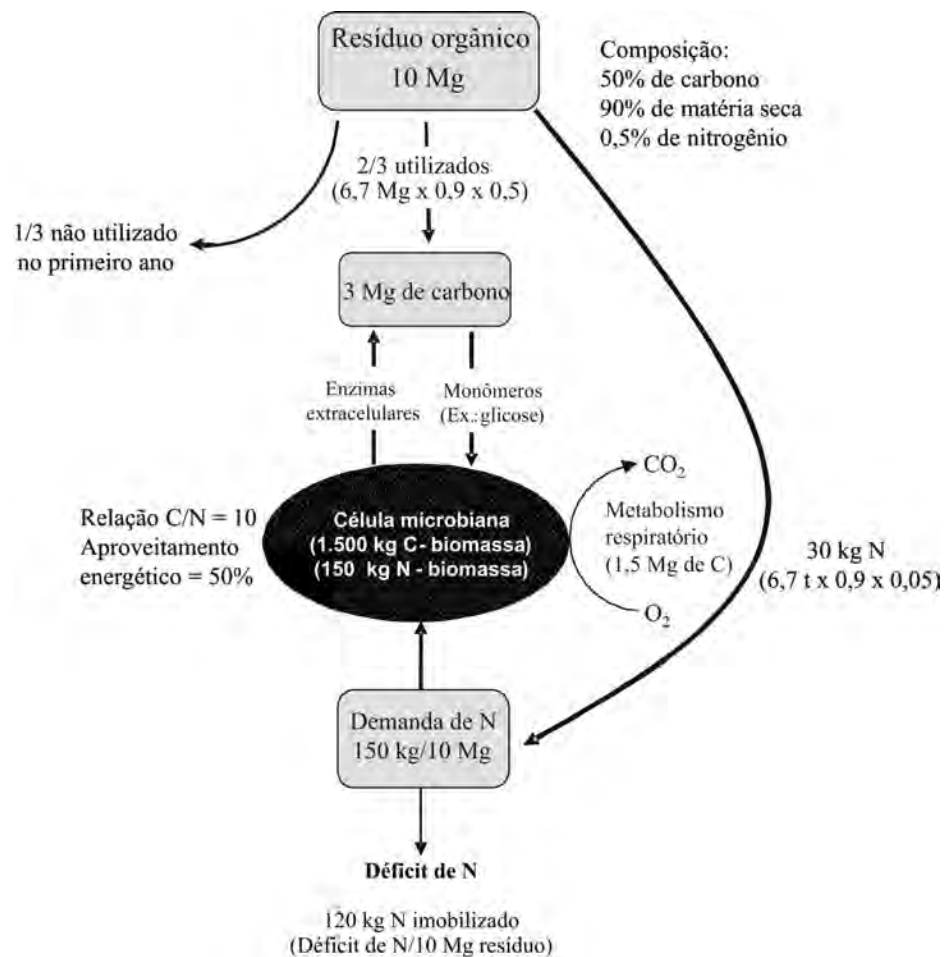 Resíduo orgânico
10 Mg
Composição:
50% de carbono
90% de matéria seca
0,5% de nitrogênio
2/3 utilizados
(6,7 Mg x 0,9 x 0,5)
1/3 não utilizado
no primeiro ano
3 Mg de carbono
Enzimas
extracelulares
Monômeros
(Ex.:glicose)
Relação C/N = 10
Aproveitamento
energético = 50%
Célula microbiana
(1.500 kg C- biomassa)
(150 kg N - biomassa)
CO₂
Metabolismo
respiratório
(1,5 Mg de C)
O₂
30 kg N
(6,7 t x 0,9 x 0,05)
Demanda de N
150 kg/10 Mg
Déficit de N
120 kg N imobilizado
(Déficit de N/10 Mg resíduo)